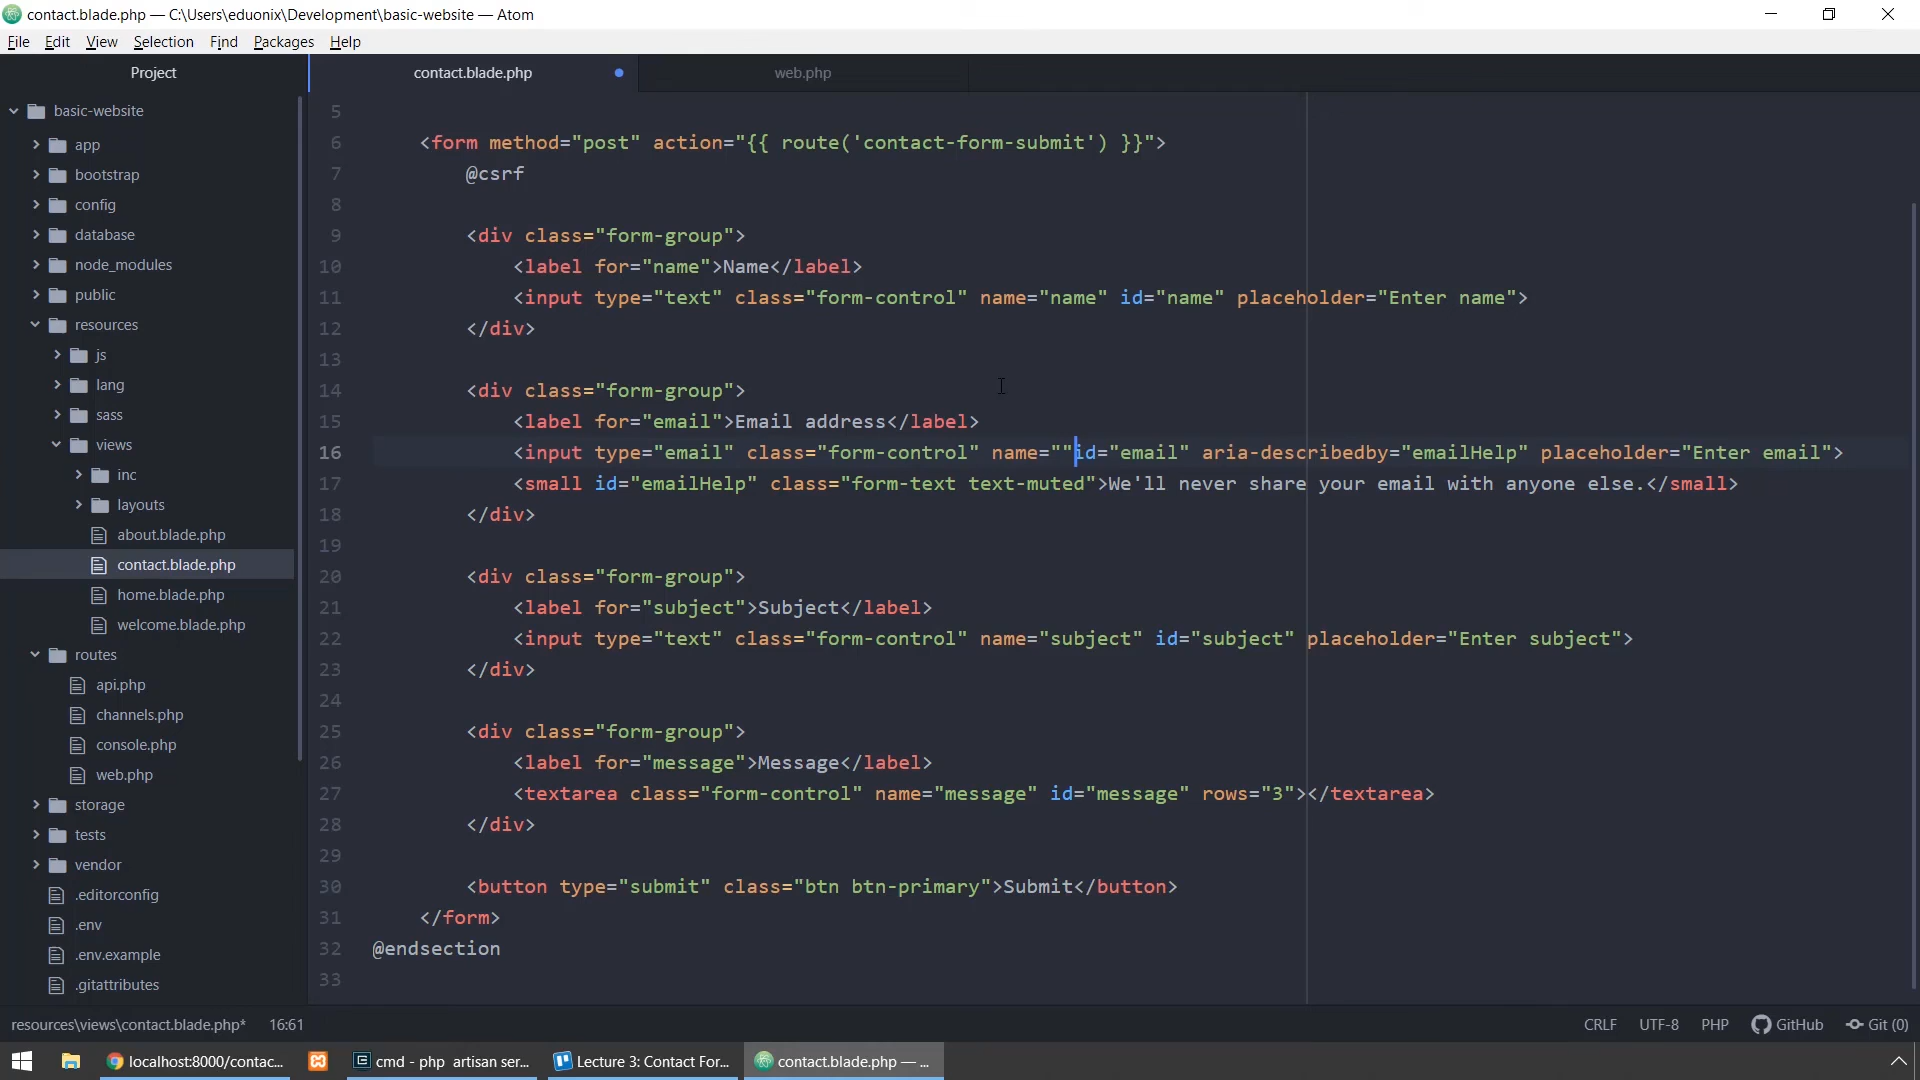 contact.blade.php — C:\Users\eduonix\Development\basic-website — Atom
File Edit View Selection Find Packages Help
Project
contact.blade.php
web.php
basic-website
app
bootstrap
config
database
node_modules
public
resources
js
lang
sass
views
inc
layouts
about.blade.php
contact.blade.php
home.blade.php
welcome.blade.php
routes
api.php
channels.php
console.php
web.php
storage
tests
vendor
.editorconfig
.env
.env.example
.gitattributes
5
6 <form method="post" action="{{ route('contact-form-submit') }}">
7 @csrf
8
9 <div class="form-group">
10 <label for="name">Name</label>
11 <input type="text" class="form-control" name="name" id="name" placeholder="Enter name">
12 </div>
13
14 <div class="form-group">
15 <label for="email">Email address</label>
16 <input type="email" class="form-control" name=""id="email" aria-describedby="emailHelp" placeholder="Enter email">
17 <small id="emailHelp" class="form-text text-muted">We'll never share your email with anyone else.</small>
18 </div>
19
20 <div class="form-group">
21 <label for="subject">Subject</label>
22 <input type="text" class="form-control" name="subject" id="subject" placeholder="Enter subject">
23 </div>
24
25 <div class="form-group">
26 <label for="message">Message</label>
27 <textarea class="form-control" name="message" id="message" rows="3"></textarea>
28 </div>
29
30 <button type="submit" class="btn btn-primary">Submit</button>
31 </form>
32 @endsection
33
resources\views\contact.blade.php* 16:61
CRLF UTF-8 PHP GitHub Git (0)
localhost:8000/contac...
cmd - php artisan ser...
Lecture 3: Contact For...
contact.blade.php — ...